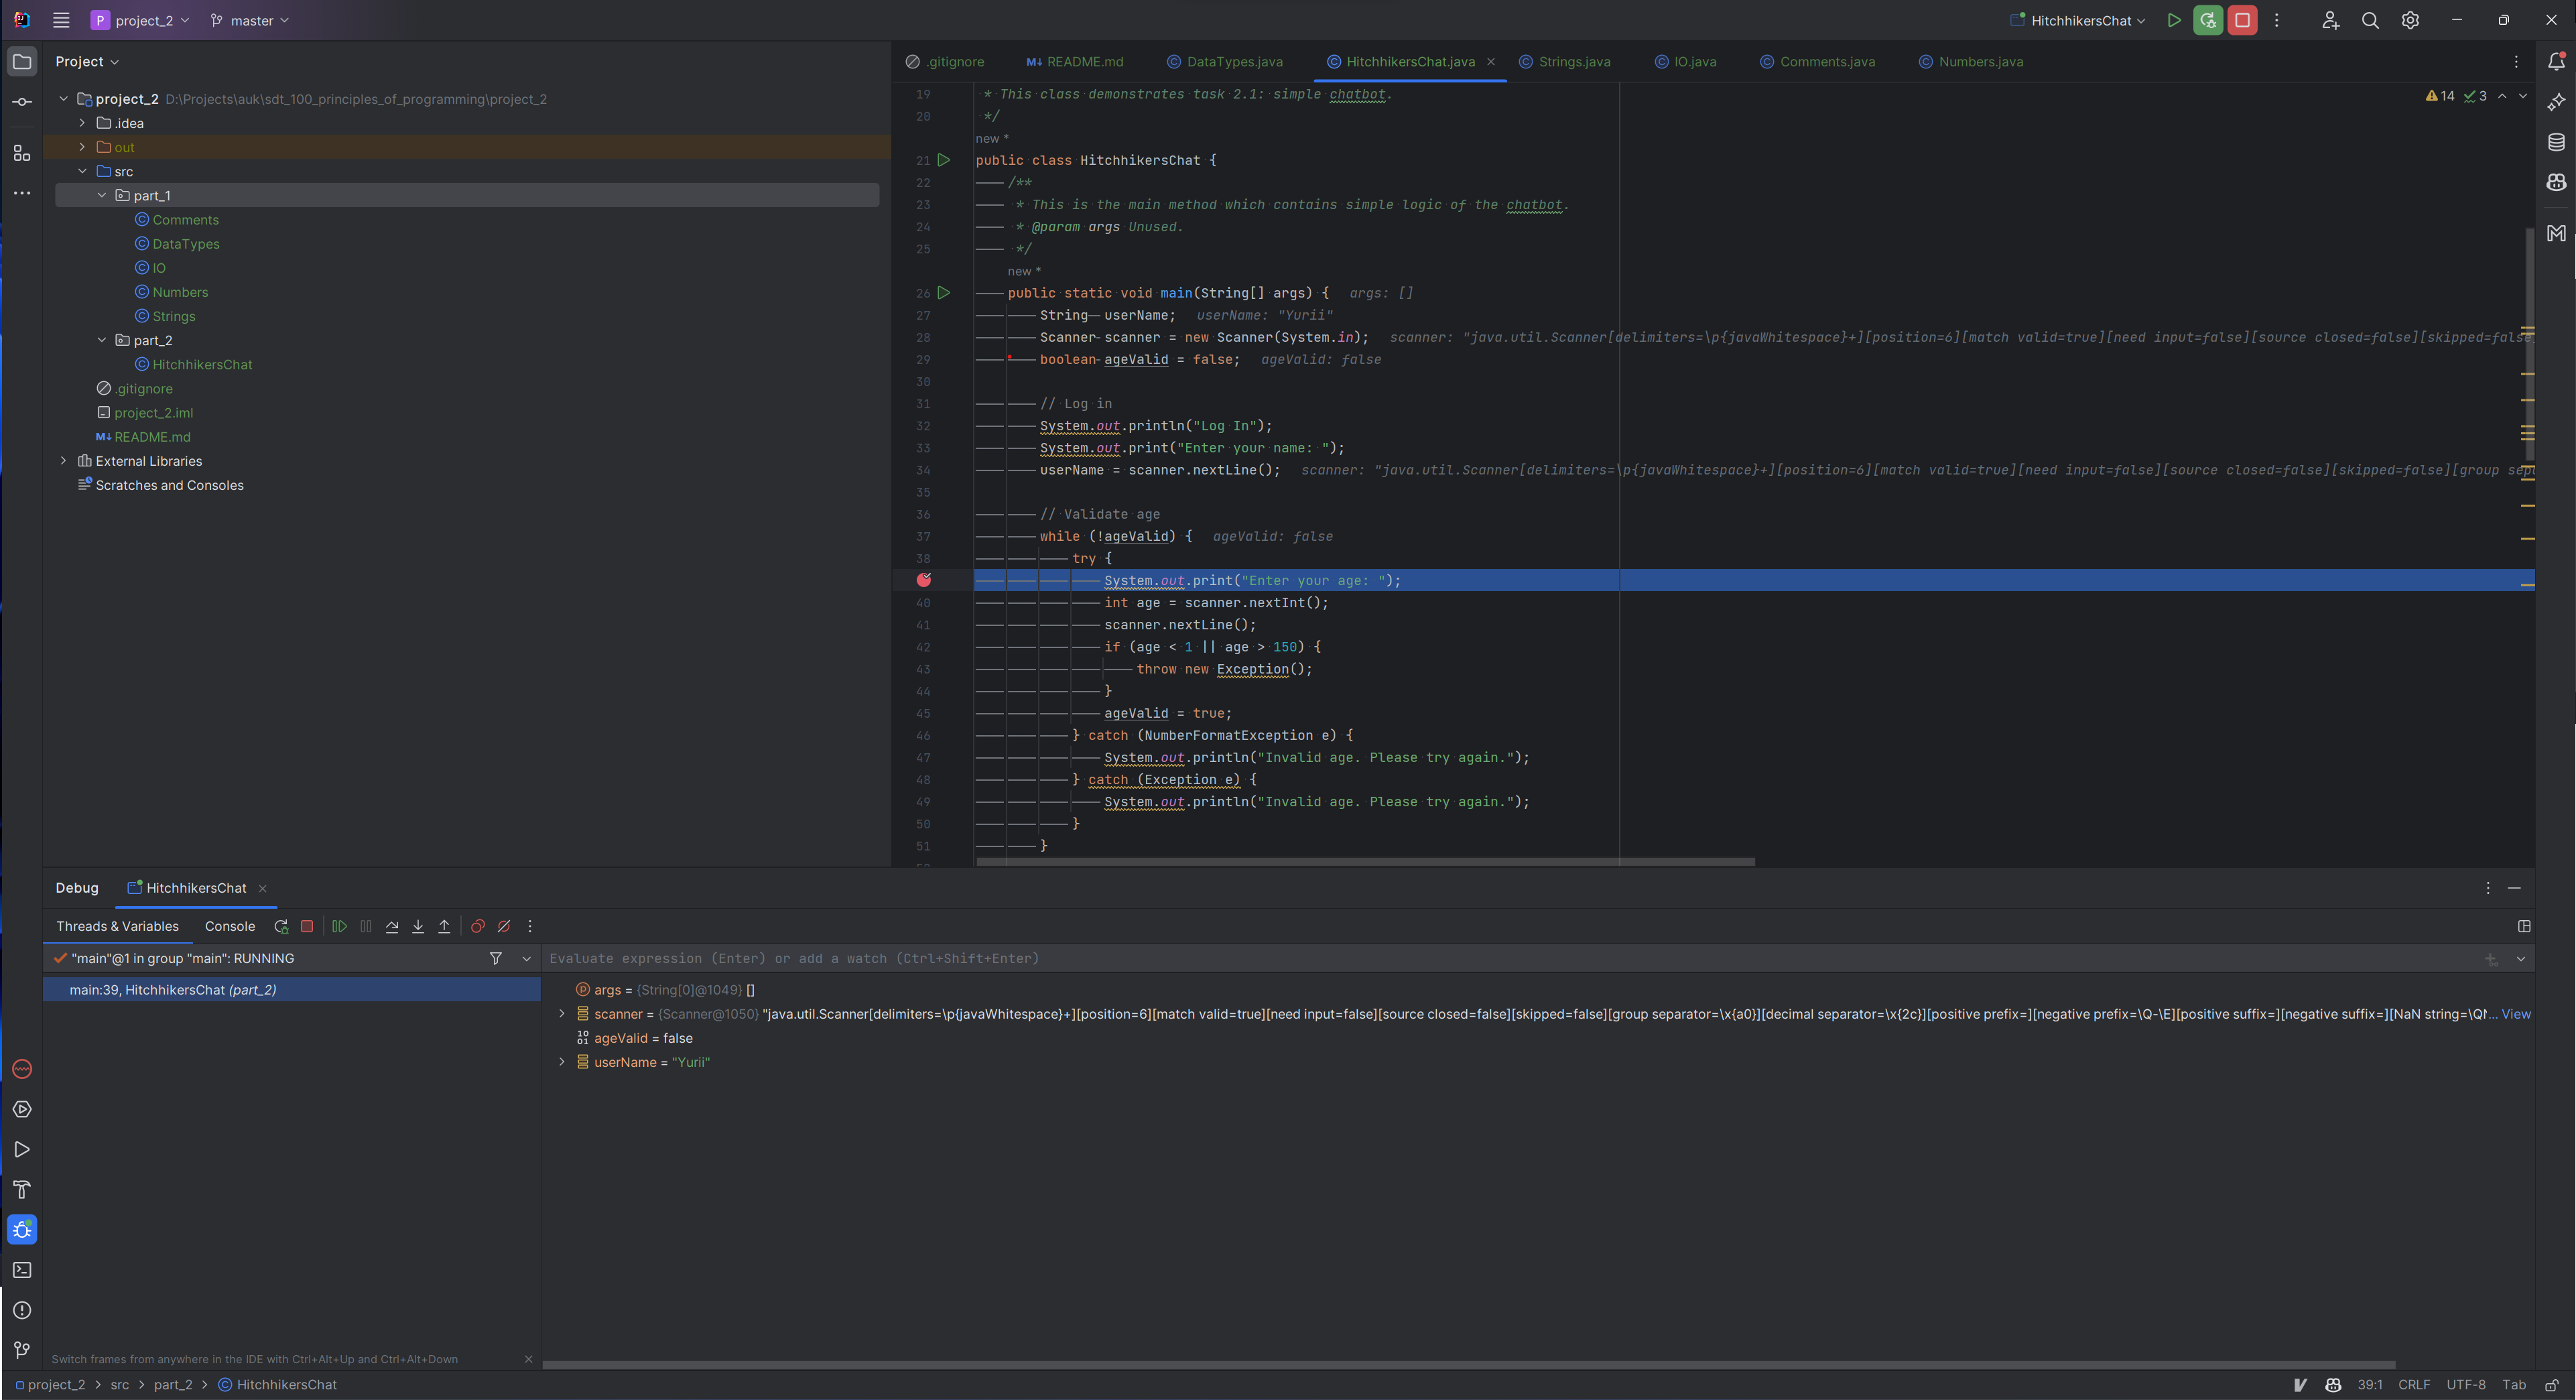 P project_2 master HitchhikersChat
Project
.gitignore README.md DataTypes.java HitchhikersChat.java Strings.java IO.java Comments.java Numbers.java
14 3
project_2 D:\Projects\auk\sdt_100_principles_of_programming\project_2
.idea
out
src
part_1
Comments
DataTypes
IO
Numbers
Strings
part_2
HitchhikersChat
.gitignore
project_2.iml
README.md
External Libraries
Scratches and Consoles
19 * This class demonstrates task 2.1: simple chatbot.
20 */
new *
21 public class HitchhikersChat {
22 /**
23 * This is the main method which contains simple logic of the chatbot.
24 * @param args Unused.
25 */
new *
26 public static void main(String[] args) { args: []
27 String userName; userName: "Yurii"
28 Scanner scanner = new Scanner(System.in); scanner: "java.util.Scanner[delimiters=\p{javaWhitespace}+][position=6][match valid=true][need input=false][source closed=false][skipped=false
29 boolean ageValid = false; ageValid: false
30
31 // Log in
32 System.out.println("Log In");
33 System.out.print("Enter your name: ");
34 userName = scanner.nextLine(); scanner: "java.util.Scanner[delimiters=\p{javaWhitespace}+][position=6][match valid=true][need input=false][source closed=false][skipped=false][group sep
35
36 // Validate age
37 while (!ageValid) { ageValid: false
38 try {
System.out.print("Enter your age: ");
40 int age = scanner.nextInt();
41 scanner.nextLine();
42 if (age < 1 || age > 150) {
43 throw new Exception();
44 }
45 ageValid = true;
46 } catch (NumberFormatException e) {
47 System.out.println("Invalid age. Please try again.");
48 } catch (Exception e) {
49 System.out.println("Invalid age. Please try again.");
50 }
51 }
Debug HitchhikersChat
Threads & Variables Console
"main"@1 in group "main": RUNNING
Evaluate expression (Enter) or add a watch (Ctrl+Shift+Enter)
main:39, HitchhikersChat (part_2)
args = {String[0]@1049} []
scanner = {Scanner@1050} "java.util.Scanner[delimiters=\p{javaWhitespace}+][position=6][match valid=true][need input=false][source closed=false][skipped=false][group separator=\x{a0}][decimal separator=\x{2c}][positive prefix=][negative prefix=\Q-\E][positive suffix=][negative suffix=][NaN string=\QN... View
ageValid = false
userName = "Yurii"
Switch frames from anywhere in the IDE with Ctrl+Alt+Up and Ctrl+Alt+Down
project_2 > src > part_2 > HitchhikersChat 39:1 CRLF UTF-8 Tab